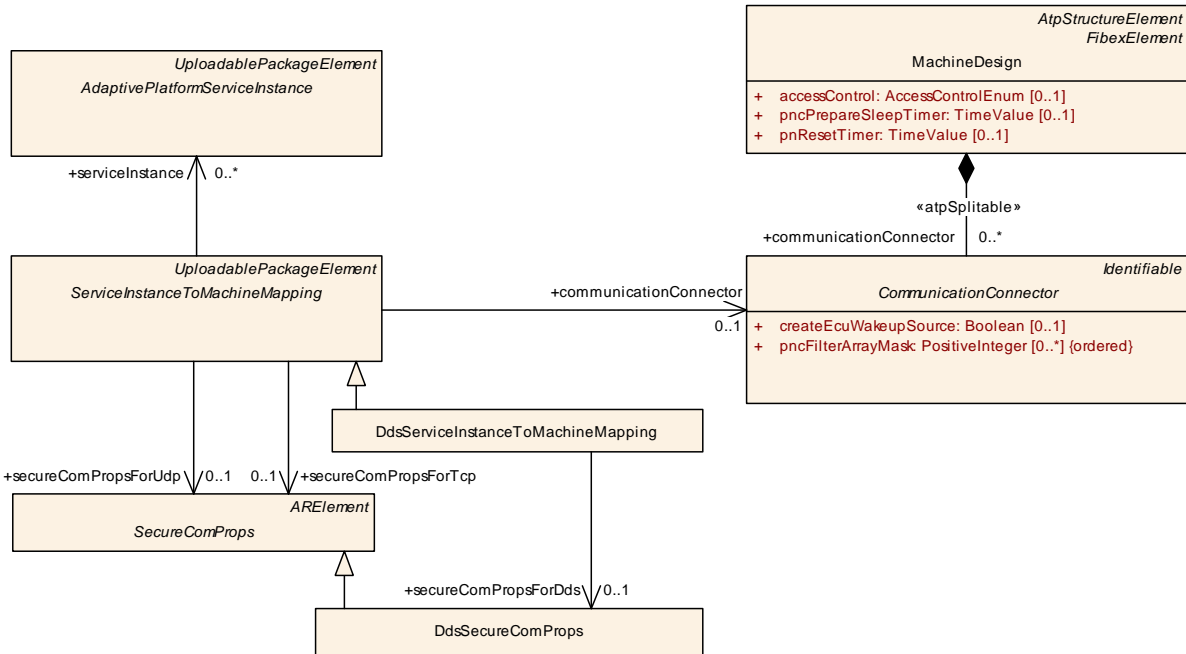 AtpStructureElement
FibexElement
MachineDesign
+ accessControl: AccessControlEnum [0..1]
+ pncPrepareSleepTimer: TimeValue [0..1]
+ pnResetTimer: TimeValue [0..1]
UploadablePackageElement
AdaptivePlatformServiceInstance
+serviceInstance 0..*
«atpSplitable»
+communicationConnector 0..*
UploadablePackageElement
ServiceInstanceToMachineMapping
+communicationConnector
0..1
Identifiable
CommunicationConnector
+ createEcuWakeupSource: Boolean [0..1]
+ pncFilterArrayMask: PositiveInteger [0..*] {ordered}
DdsServiceInstanceToMachineMapping
+secureComPropsForUdp 0..1 0..1 +secureComPropsForTcp
ARElement
SecureComProps
+secureComPropsForDds 0..1
DdsSecureComProps